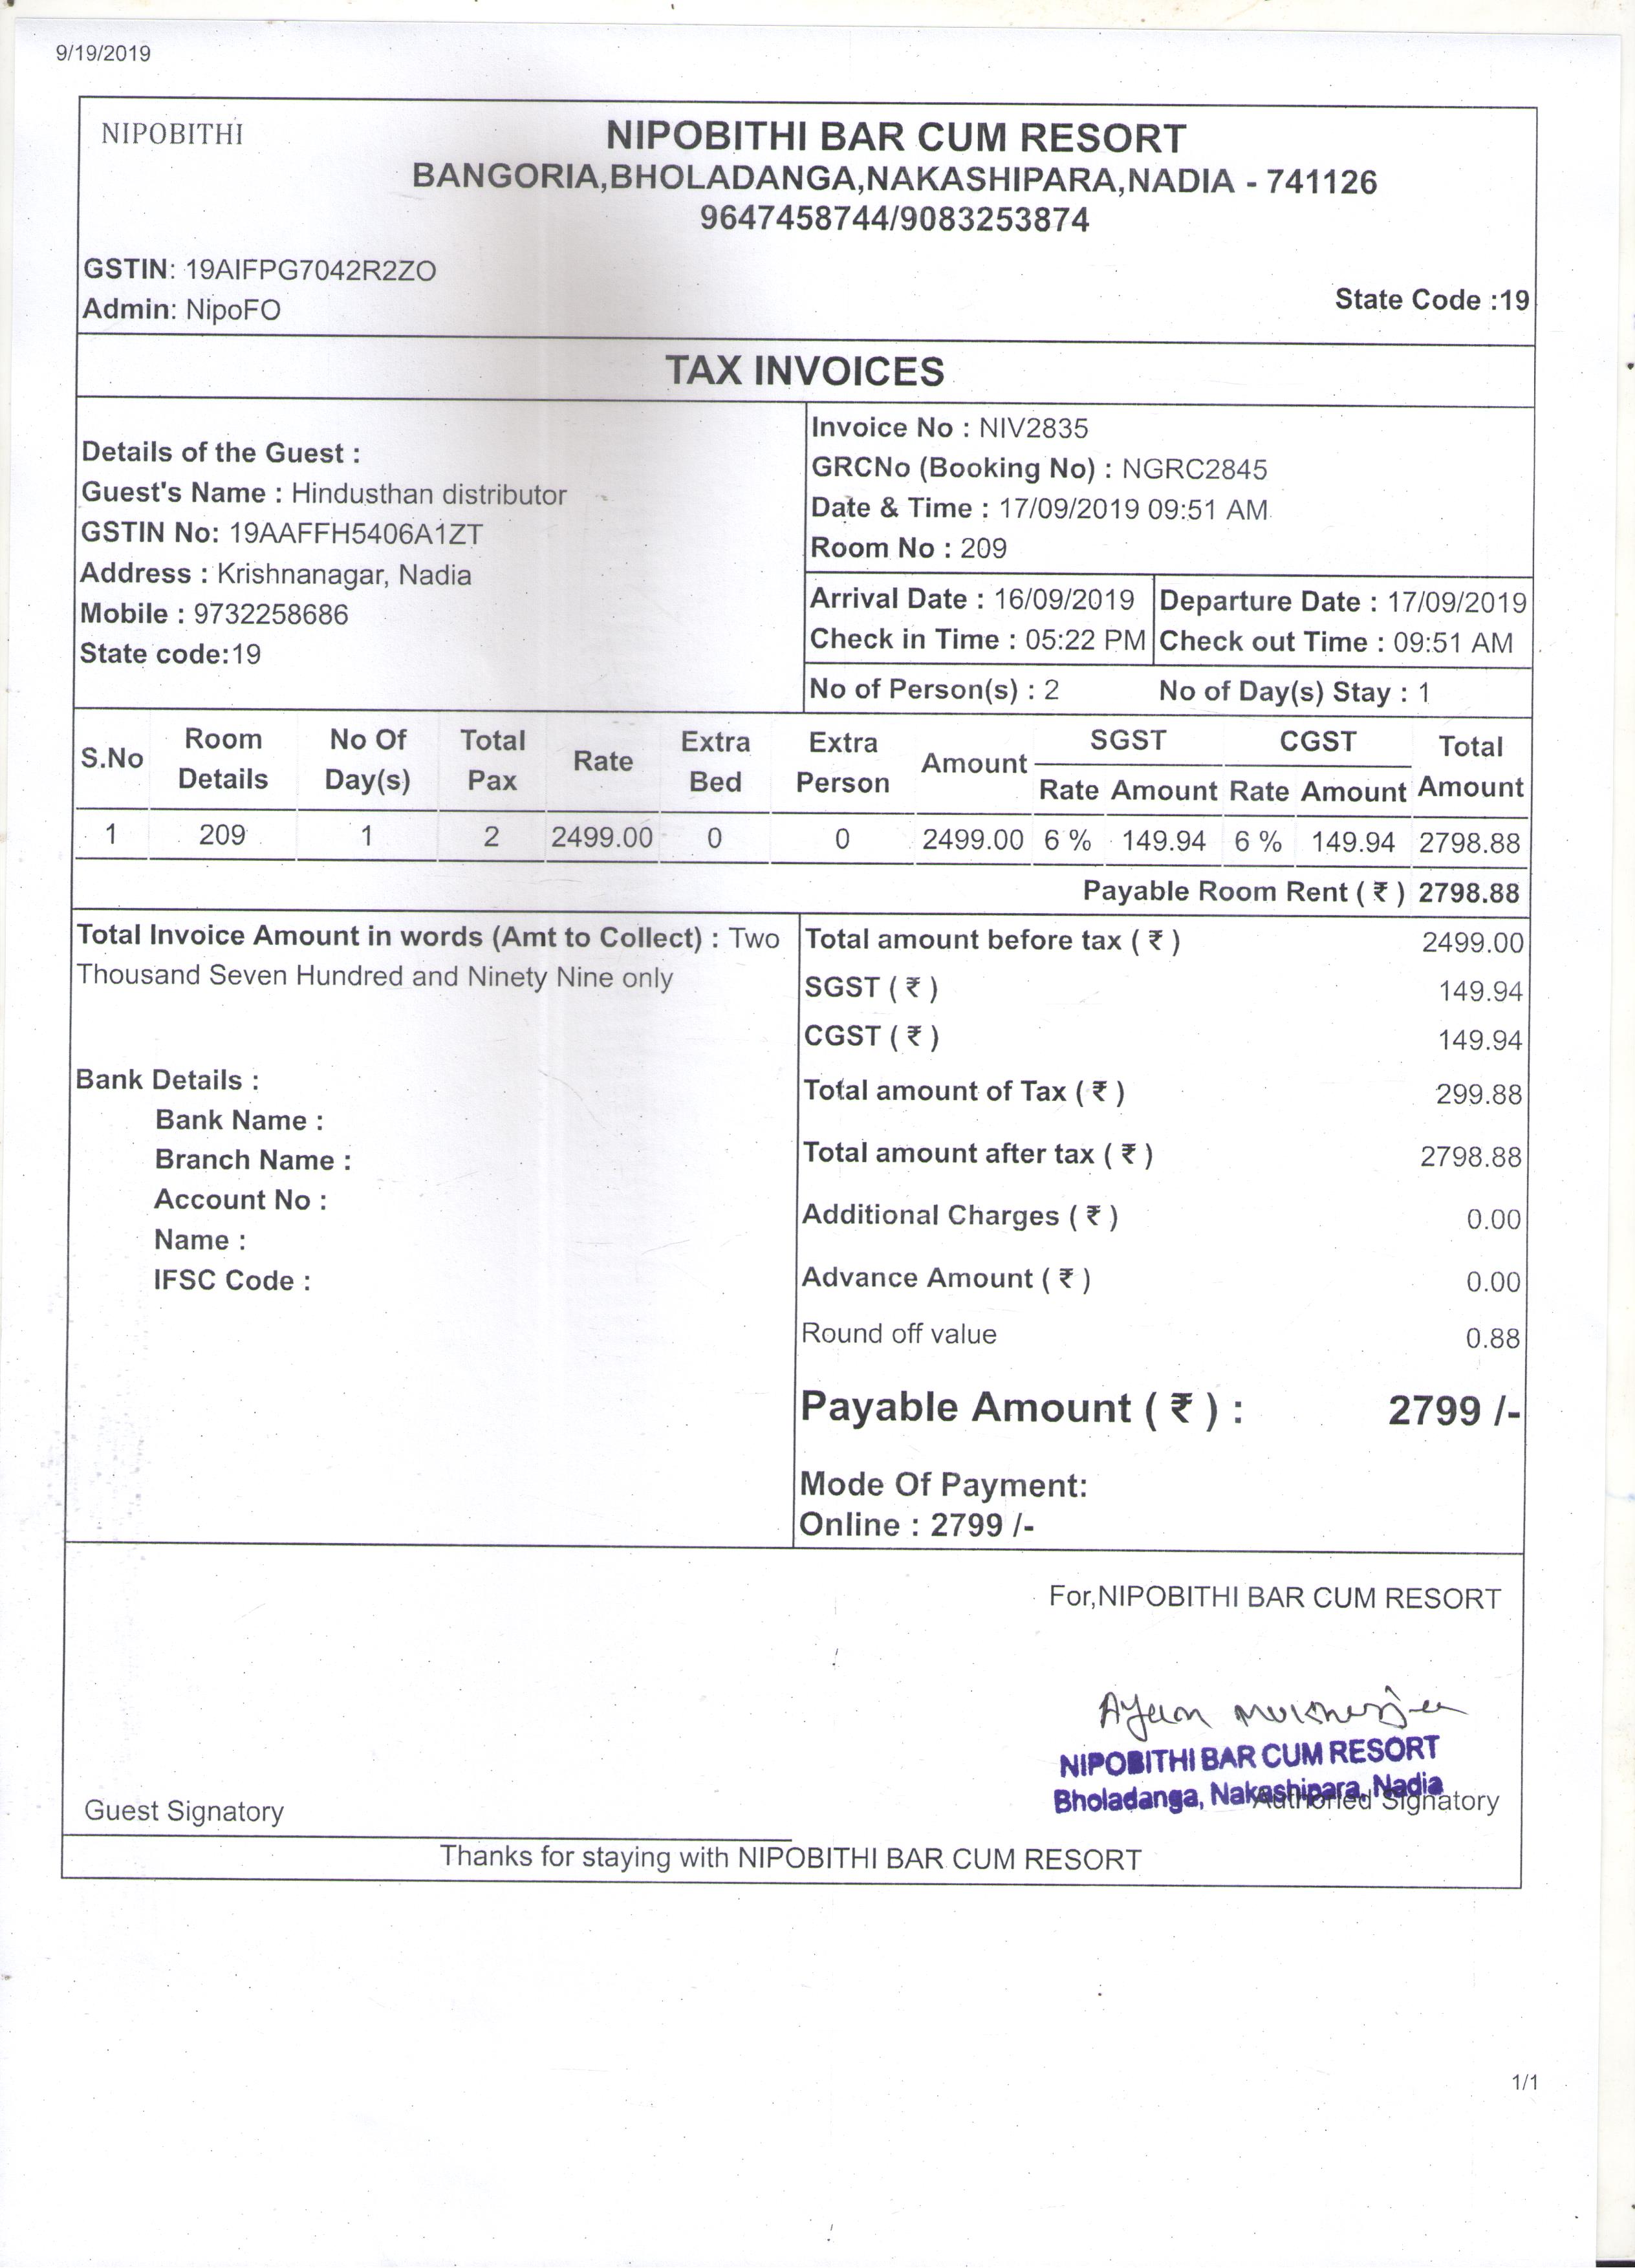 9/19/2019
NIPOBITHI
NIPOBITHI BAR CUM RESORT
BANGORIA,BHOLADANGA,NAKASHIPARA,NADIA - 741126
9647458744/9083253874
GSTIN: 19AIFPG7042R2ZO
Admin: NipoFO
State Code :19
TAX INVOICES
Details of the Guest :
Guest's Name : Hindusthan distributor
GSTIN No: 19AAFFH5406A1ZT
Address : Krishnanagar, Nadia
Mobile : 9732258686
State code:19
Invoice No : NIV2835
GRCNo (Booking No) : NGRC2845
Date & Time : 17/09/2019 09:51 AM
Room No : 209
Arrival Date : 16/09/2019 Departure Date : 17/09/2019
Check in Time : 05:22 PM Check out Time : 09:51 AM
No of Person(s) : 2 No of Day(s) Stay : 1
S.No Room Details No Of Day(s) Total Pax Rate Extra Bed Extra Person Amount SGST CGST Total Amount
Rate Amount Rate Amount
1 209 1 2 2499.00 0 0 2499.00 6 % 149.94 6 % 149.94 2798.88
Payable Room Rent ( ₹ ) 2798.88
Total Invoice Amount in words (Amt to Collect) : Two
Thousand Seven Hundred and Ninety Nine only
Bank Details :
Bank Name :
Branch Name :
Account No :
Name :
IFSC Code :
Total amount before tax ( ₹ ) 2499.00
SGST ( ₹ ) 149.94
CGST ( ₹ ) 149.94
Total amount of Tax ( ₹ ) 299.88
Total amount after tax ( ₹ ) 2798.88
Additional Charges ( ₹ ) 0.00
Advance Amount ( ₹ ) 0.00
Round off value 0.88
Payable Amount ( ₹ ) : 2799 /-
Mode Of Payment:
Online : 2799 /-
For,NIPOBITHI BAR CUM RESORT
Ayan Mukherjee
NIPOBITHI BAR CUM RESORT
Bholadanga, Nakashipara, Nadia
Guest Signatory
Authoried Signatory
Thanks for staying with NIPOBITHI BAR CUM RESORT
1/1